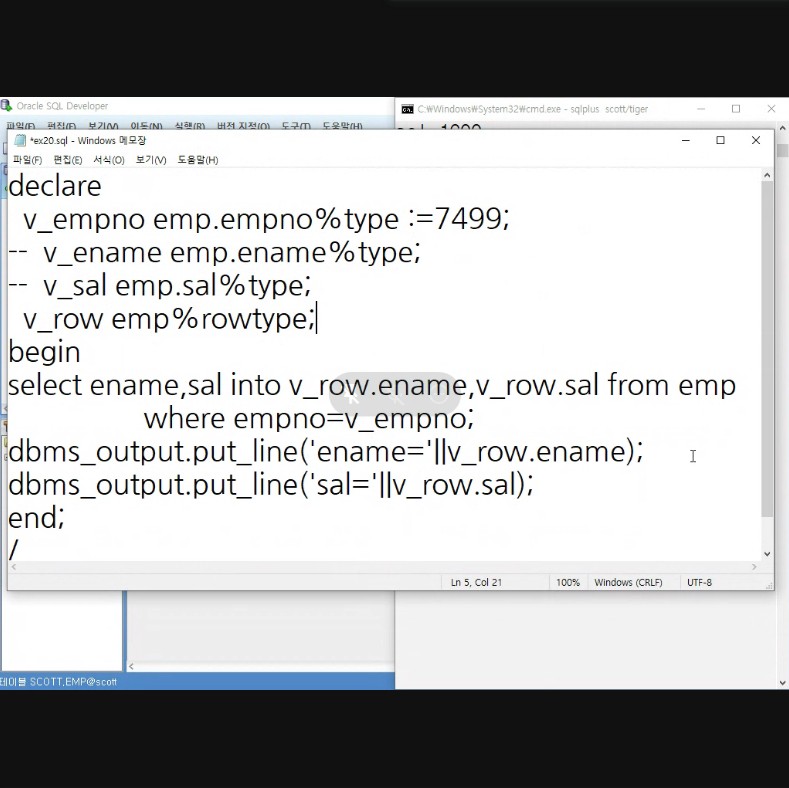 Oracle SQL Developer
C:₩Windows₩System32₩cmd.exe - sqlplus scott/tiger
파일(F) 편집(E) 보기(V) 이동(N) 실행(R) 버전 지정(O) 도구(T) 도움말(H)
*ex20.sql - Windows 메모장
파일(F) 편집(E) 서식(O) 보기(V) 도움말(H)
declare
v_empno emp.empno%type :=7499;
-- v_ename emp.ename%type;
-- v_sal emp.sal%type;
v_row emp%rowtype;
begin
select ename,sal into v_row.ename,v_row.sal from emp
where empno=v_empno;
dbms_output.put_line('ename='||v_row.ename);
dbms_output.put_line('sal='||v_row.sal);
end;
/
Ln 5, Col 21 100% Windows (CRLF) UTF-8
SCOTT,EMP@scott